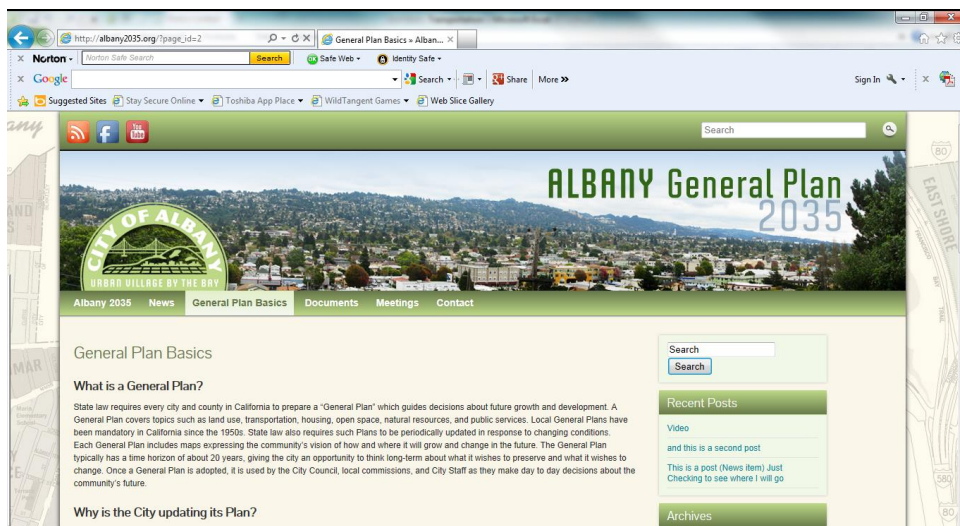 http://albany2035.org/?page_id=2
General Plan Basics » Alban...
Norton
Norton Safe Search
Search
Safe Web
Identity Safe
Google
Search
Share
More »
Sign In
Suggested Sites
Stay Secure Online
Toshiba App Place
WildTangent Games
Web Slice Gallery
You
Tube
Search
ALBANY General Plan
2035
CITY OF ALBANY
URBAN VILLAGE BY THE BAY
Albany 2035 News General Plan Basics Documents Meetings Contact
General Plan Basics
What is a General Plan?
State law requires every city and county in California to prepare a “General Plan” which guides decisions about future growth and development. A
General Plan covers topics such as land use, transportation, housing, open space, natural resources, and public services. Local General Plans have
been mandatory in California since the 1950s. State law also requires such Plans to be periodically updated in response to changing conditions.
Each General Plan includes maps expressing the community’s vision of how and where it will grow and change in the future. The General Plan
typically has a time horizon of about 20 years, giving the city an opportunity to think long-term about what it wishes to preserve and what it wishes to
change. Once a General Plan is adopted, it is used by the City Council, local commissions, and City Staff as they make day to day decisions about the
community’s future.
Why is the City updating its Plan?
Search
Search
Recent Posts
Video
and this is a second post
This is a post (News item) Just
Checking to see where I will go
Archives
any
80
EAST SHORE
TRAIL
580
80